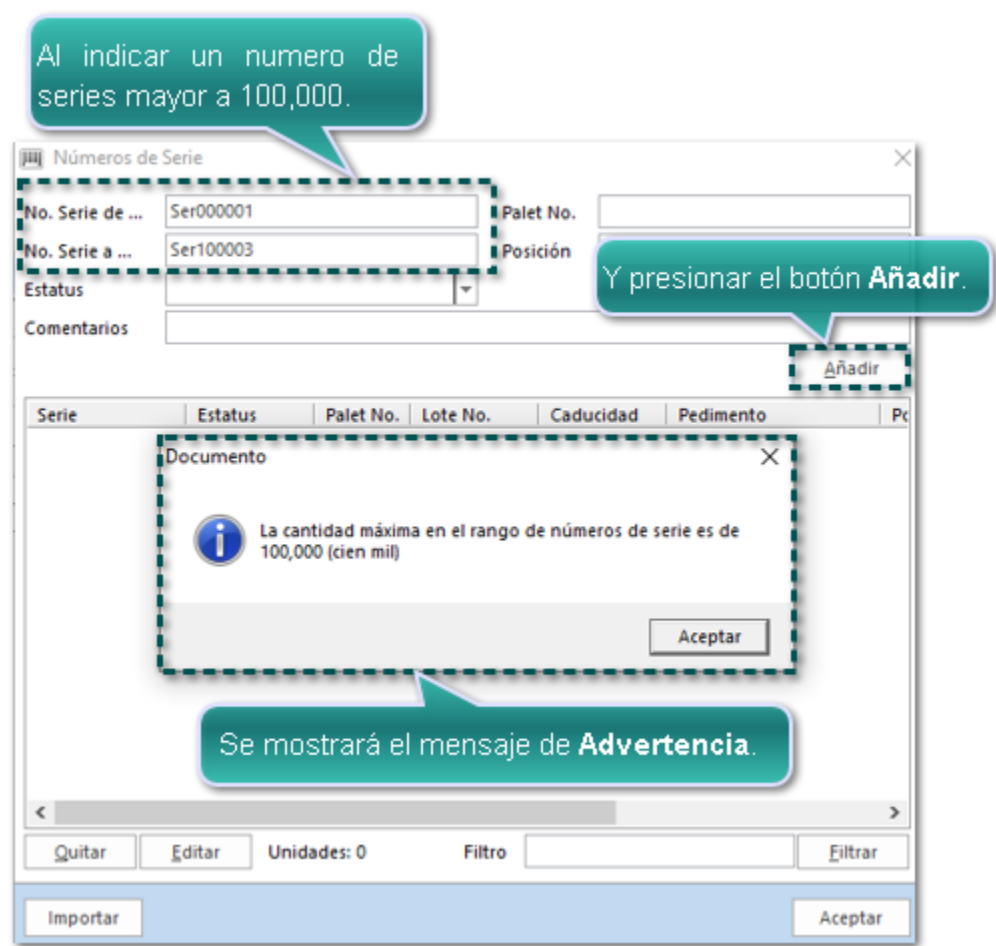 Al indicar un numero de
series mayor a 100,000.
Números de Serie
No. Serie de ... Ser000001 Palet No.
No. Serie a ... Ser100003 Posición
Y presionar el botón Añadir.
Estatus
Comentarios
Añadir
Serie Estatus Palet No. Lote No. Caducidad Pedimento
Documento
La cantidad máxima en el rango de números de serie es de
100,000 (cien mil)
Aceptar
Se mostrará el mensaje de Advertencia.
Quitar Editar Unidades: 0 Filtro Filtrar
Importar Aceptar